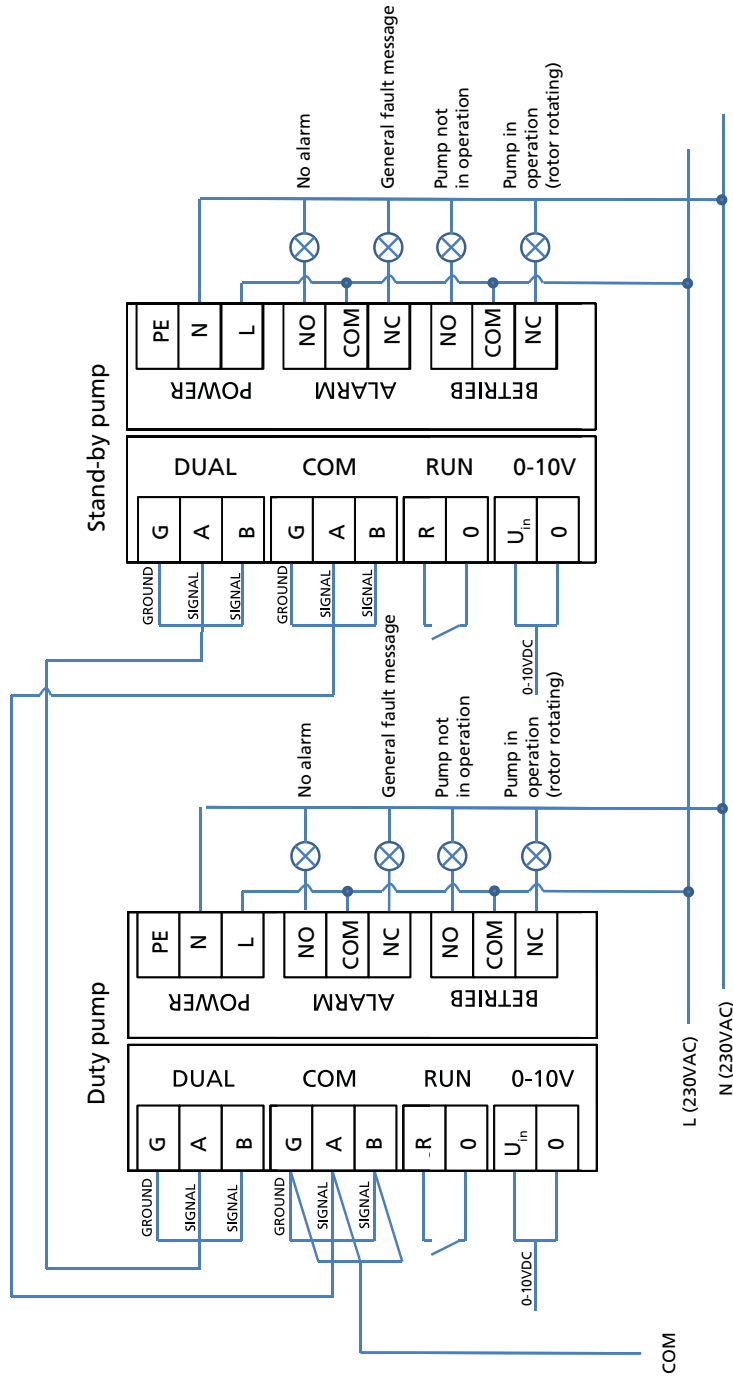 Stand-by pump
PE
N
L
POWER
NO
COM
NC
ALARM
NO
COM
NC
BETRIEB
No alarm
General fault message
Pump not
in operation
Pump in
operation
(rotor rotating)
DUAL
COM
RUN
0-10V
G
A
B
G
A
B
R
0
Uin
0
GROUND
SIGNAL
SIGNAL
GROUND
SIGNAL
SIGNAL
0-10VDC
Duty pump
PE
N
L
POWER
NO
COM
NC
ALARM
NO
COM
NC
BETRIEB
No alarm
General fault message
Pump not
in operation
Pump in
operation
(rotor rotating)
DUAL
COM
RUN
0-10V
G
A
B
G
A
B
R
0
Uin
0
GROUND
SIGNAL
SIGNAL
GROUND
SIGNAL
SIGNAL
0-10VDC
L (230VAC)
N (230VAC)
COM